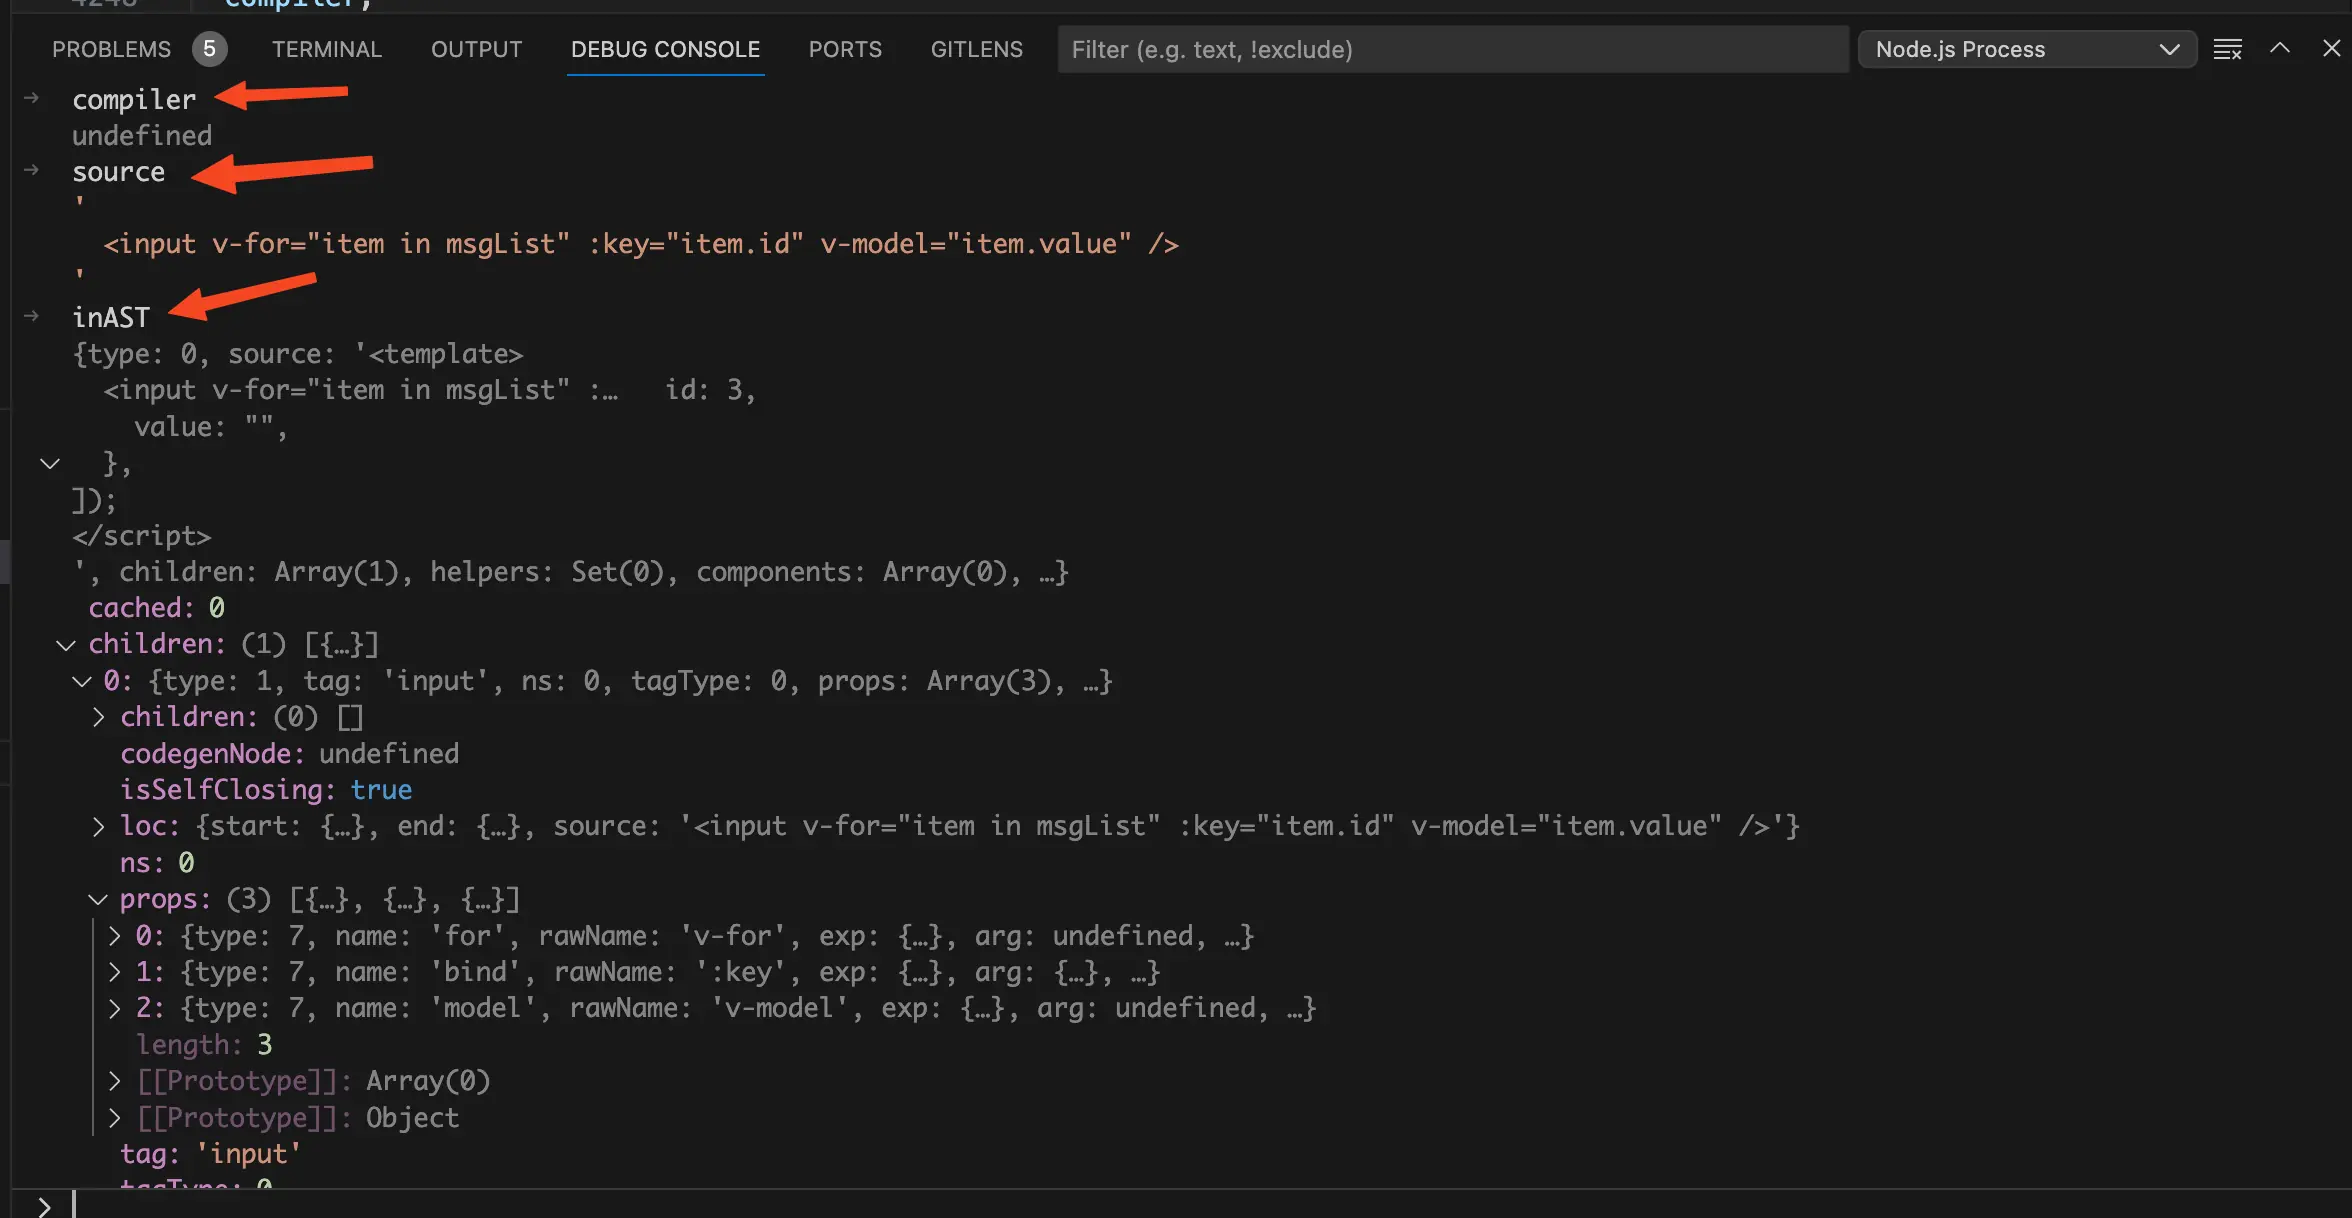 4248 compiler,
PROBLEMS 5 TERMINAL OUTPUT DEBUG CONSOLE PORTS GITLENS Filter (e.g. text, !exclude) Node.js Process
compiler
undefined
source
'
<input v-for="item in msgList" :key="item.id" v-model="item.value" />
'
inAST
{type: 0, source: '<template>
<input v-for="item in msgList" :… id: 3,
value: "",
},
]);
</script>
', children: Array(1), helpers: Set(0), components: Array(0), …}
cached: 0
children: (1) [{…}]
0: {type: 1, tag: 'input', ns: 0, tagType: 0, props: Array(3), …}
children: (0) []
codegenNode: undefined
isSelfClosing: true
loc: {start: {…}, end: {…}, source: '<input v-for="item in msgList" :key="item.id" v-model="item.value" />'}
ns: 0
props: (3) [{…}, {…}, {…}]
0: {type: 7, name: 'for', rawName: 'v-for', exp: {…}, arg: undefined, …}
1: {type: 7, name: 'bind', rawName: ':key', exp: {…}, arg: {…}, …}
2: {type: 7, name: 'model', rawName: 'v-model', exp: {…}, arg: undefined, …}
length: 3
[[Prototype]]: Array(0)
[[Prototype]]: Object
tag: 'input'
tagType: 0